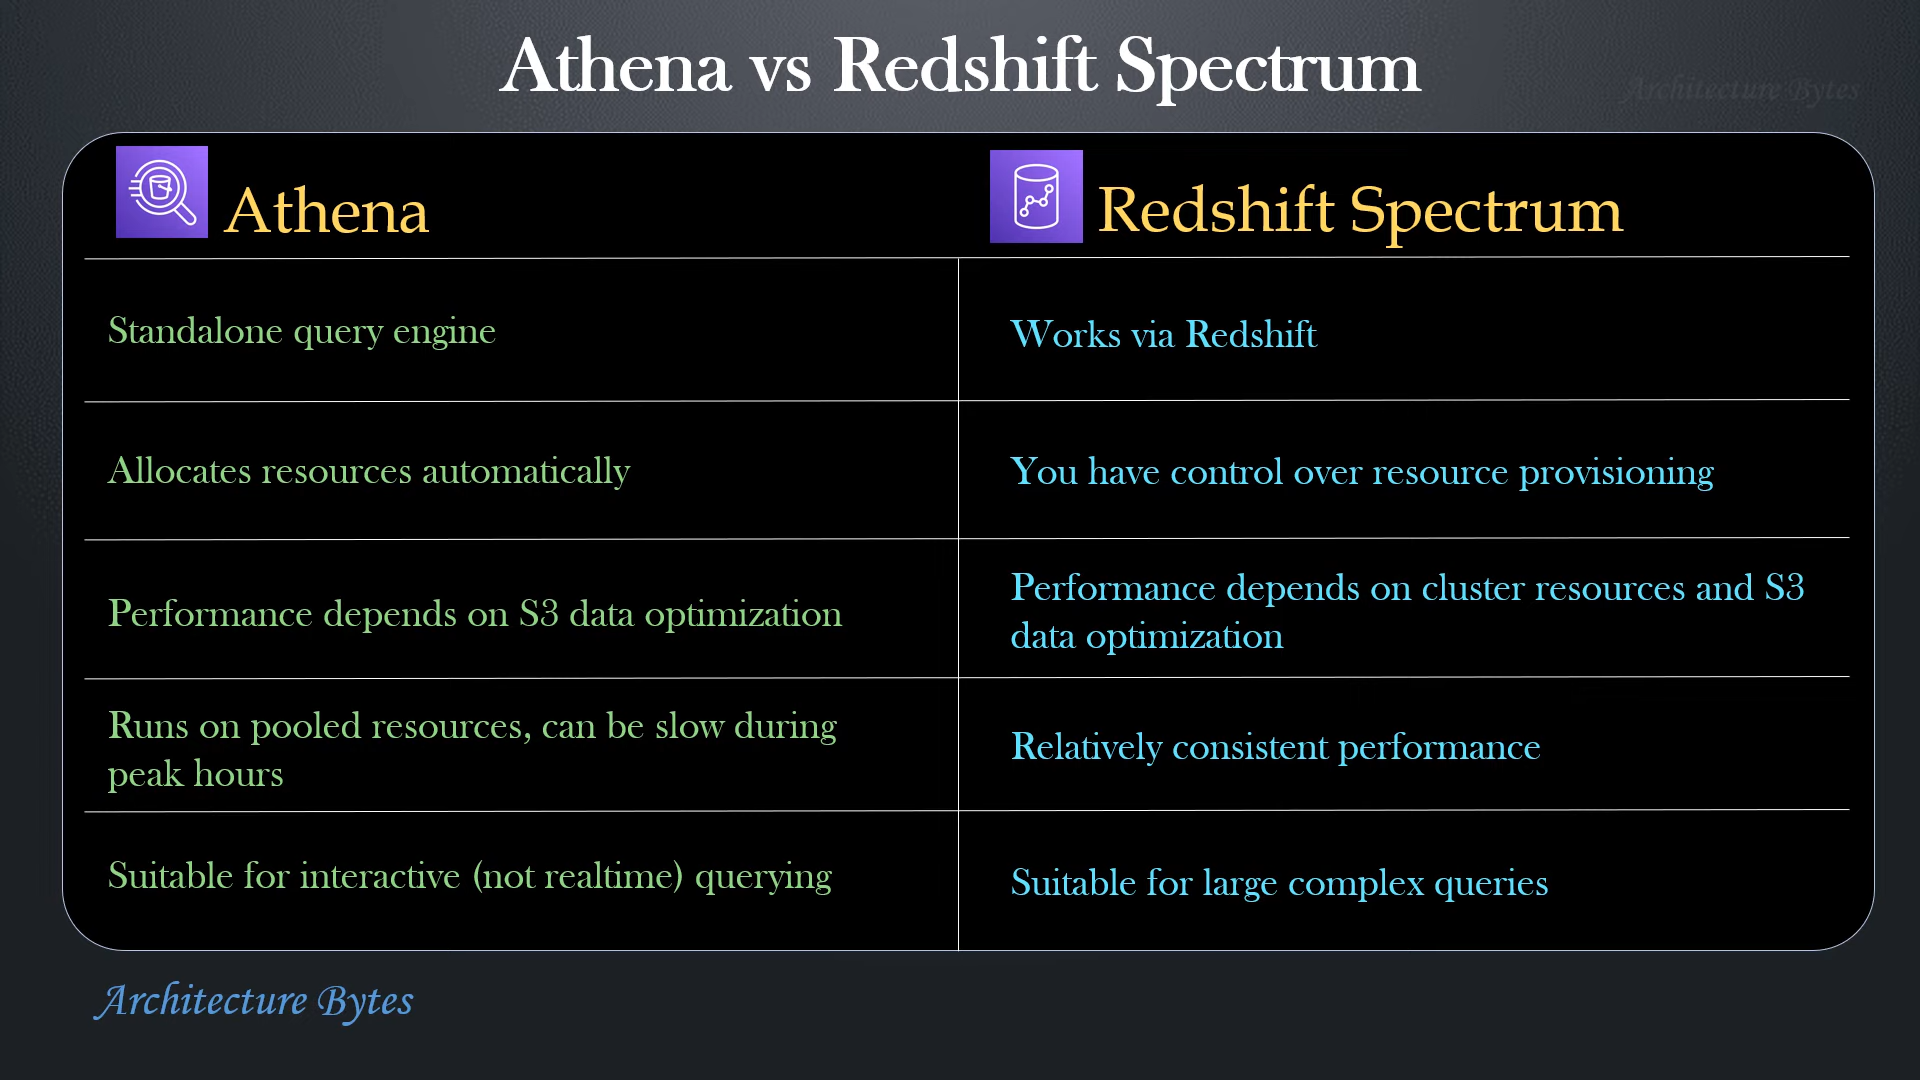 Athena vs Redshift Spectrum
Architecture Bytes
Athena
Redshift Spectrum
Standalone query engine
Works via Redshift
Allocates resources automatically
You have control over resource provisioning
Performance depends on S3 data optimization
Performance depends on cluster resources and S3
data optimization
Runs on pooled resources, can be slow during
peak hours
Relatively consistent performance
Suitable for interactive (not realtime) querying
Suitable for large complex queries
Architecture Bytes